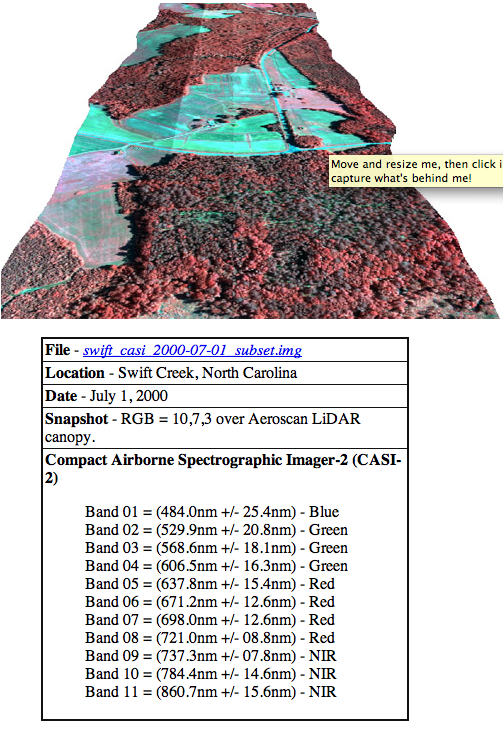 Move and resize me, then click i
capture what's behind me!
File - swift_casi_2000-07-01_subset.img
Location - Swift Creek, North Carolina
Date - July 1, 2000
Snapshot - RGB = 10,7,3 over Aeroscan LiDAR
canopy.
Compact Airborne Spectrographic Imager-2 (CASI-
2)
Band 01 = (484.0nm +/- 25.4nm) - Blue
Band 02 = (529.9nm +/- 20.8nm) - Green
Band 03 = (568.6nm +/- 18.1nm) - Green
Band 04 = (606.5nm +/- 16.3nm) - Green
Band 05 = (637.8nm +/- 15.4nm) - Red
Band 06 = (671.2nm +/- 12.6nm) - Red
Band 07 = (698.0nm +/- 12.6nm) - Red
Band 08 = (721.0nm +/- 08.8nm) - Red
Band 09 = (737.3nm +/- 07.8nm) - NIR
Band 10 = (784.4nm +/- 14.6nm) - NIR
Band 11 = (860.7nm +/- 15.6nm) - NIR